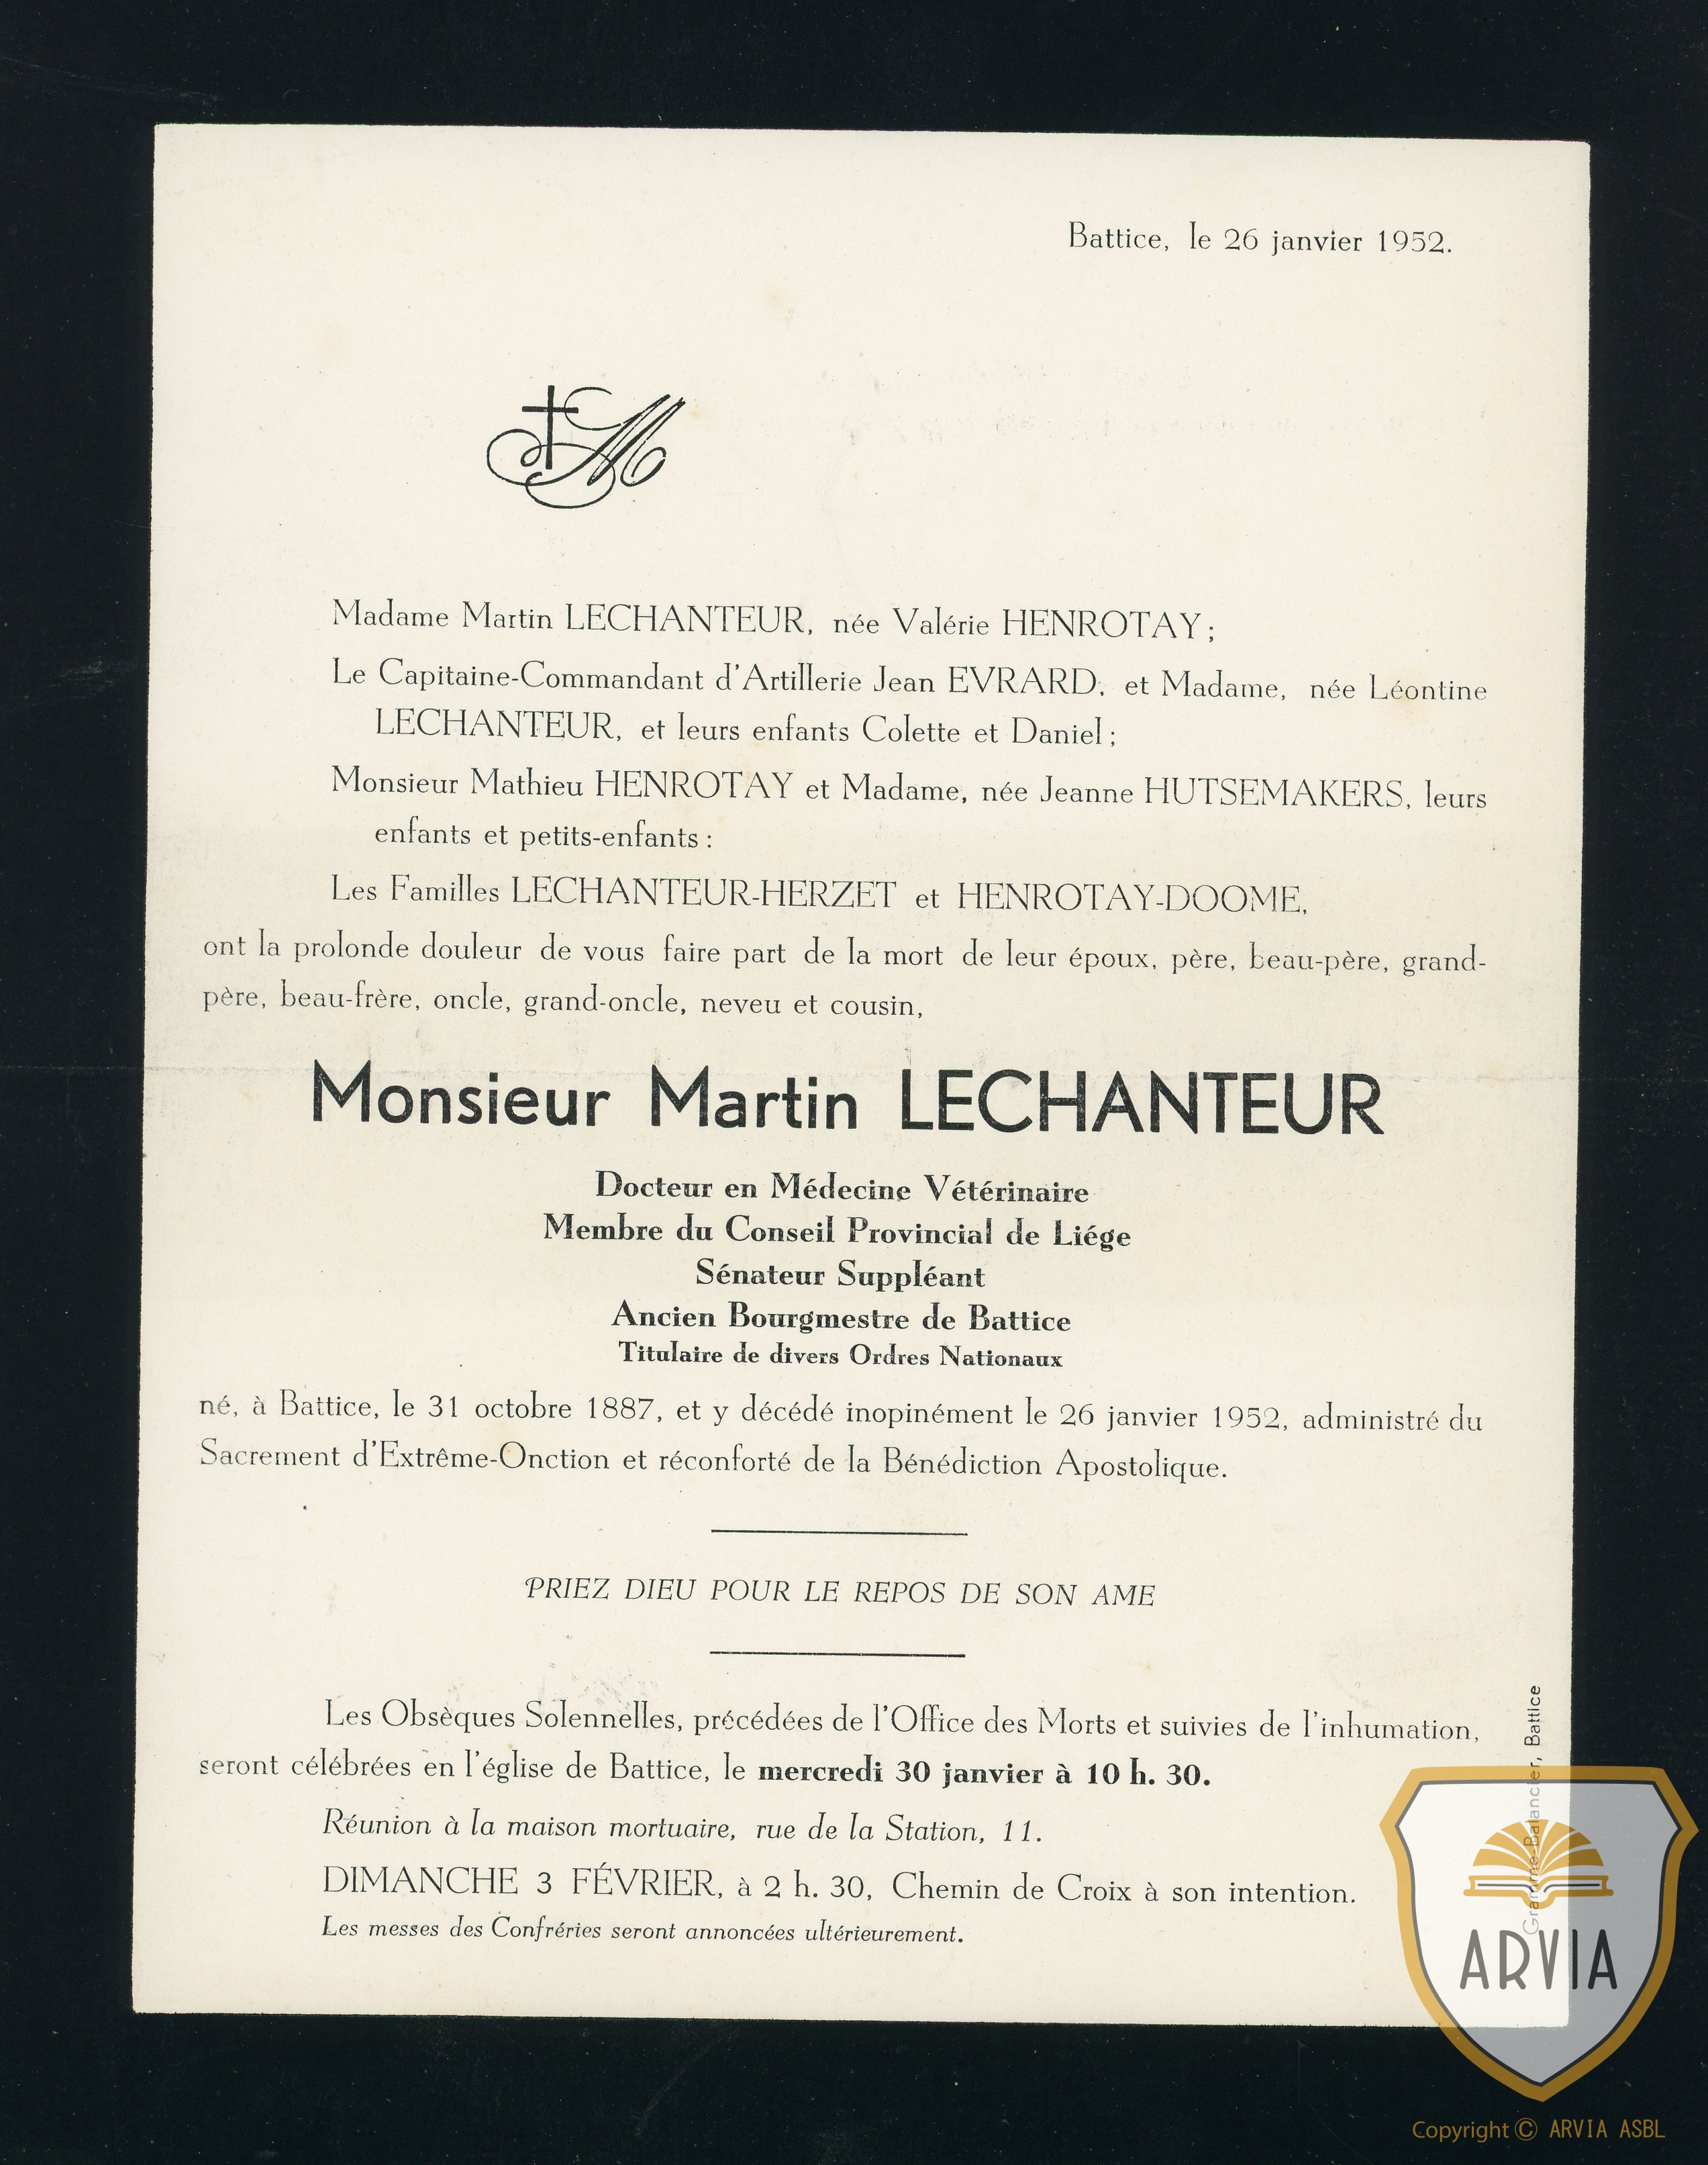 Battice, le 26 janvier 1952.
M
Madame Martin LECHANTEUR, née Valérie HENROTAY;
Le Capitaine-Commandant d'Artillerie Jean EVRARD, et Madame, née Léontine
LECHANTEUR, et leurs enfants Colette et Daniel;
Monsieur Mathieu HENROTAY et Madame, née Jeanne HUTSEMAKERS, leurs
enfants et petits-enfants:
Les Familles LECHANTEUR-HERZET et HENROTAY-DOOME,
ont la prolonde douleur de vous faire part de la mort de leur époux, père, beau-père, grand-
père, beau-frère, oncle, grand-oncle, neveu et cousin,
Monsieur Martin LECHANTEUR
Docteur en Médecine Vétérinaire
Membre du Conseil Provincial de Liége
Sénateur Suppléant
Ancien Bourgmestre de Battice
Titulaire de divers Ordres Nationaux
né, à Battice, le 31 octobre 1887, et y décédé inopinément le 26 janvier 1952, administré du
Sacrement d'Extrême-Onction et réconforté de la Bénédiction Apostolique.
PRIEZ DIEU POUR LE REPOS DE SON AME
Les Obsèques Solennelles, précédées de l'Office des Morts et suivies de l'inhumation,
seront célébrées en l'église de Battice, le mercredi 30 janvier à 10 h. 30.
Réunion à la maison mortuaire, rue de la Station, 11.
DIMANCHE 3 FÉVRIER, à 2 h. 30, Chemin de Croix à son intention.
Les messes des Confréries seront annoncées ultérieurement.
Gramme-Balancier, Battice
ARVIA
Copyright © ARVIA ASBL